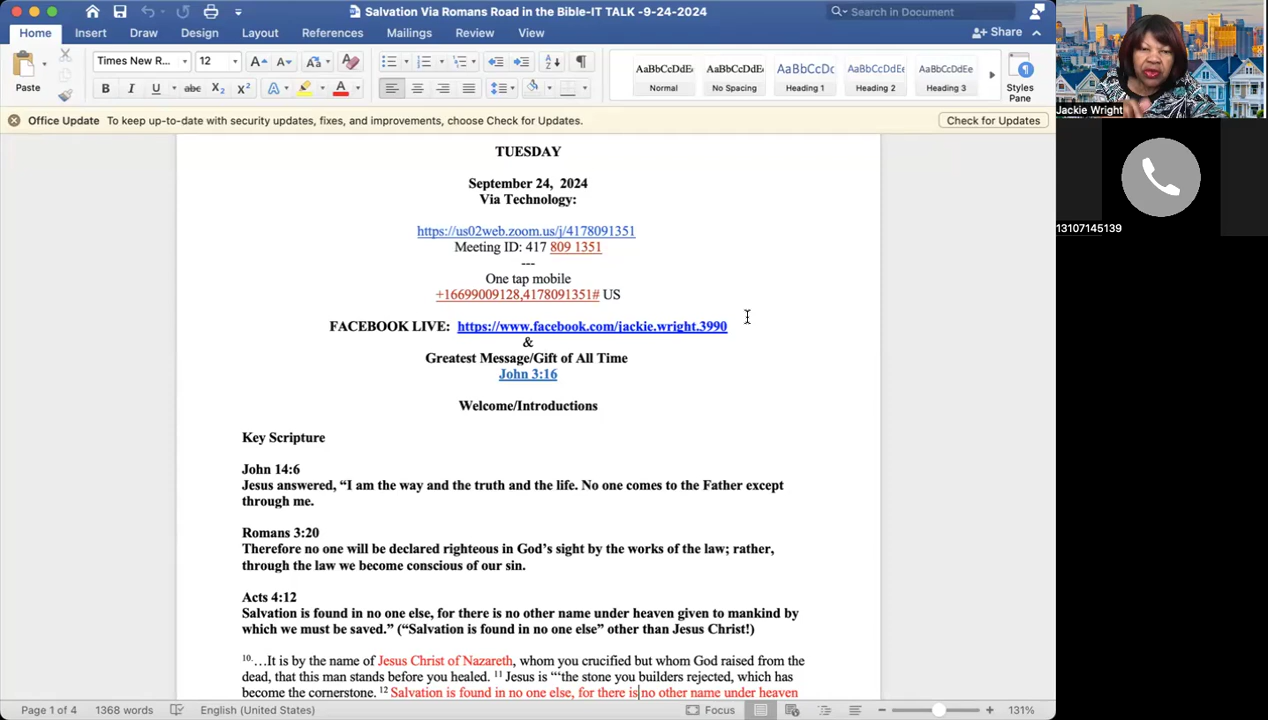 Salvation Via Romans Road in the Bible-IT TALK -9-24-2024
Search in Document
Home Insert Draw Design Layout References Mailings Review View
Share
Times New R... 12
Paste
AaBbCcDdEe AaBbCcDdEe AaBbCcDc AaBbCcDdEe AaBbCcDdEe
Normal No Spacing Heading 1 Heading 2 Heading 3
Styles Pane
Office Update To keep up-to-date with security updates, fixes, and improvements, choose Check for Updates.
Check for Updates
Jackie Wright
13107145139
TUESDAY
September 24, 2024
Via Technology:
https://us02web.zoom.us/j/4178091351
Meeting ID: 417 809 1351
---
One tap mobile
+16699009128,4178091351# US
FACEBOOK LIVE: https://www.facebook.com/jackie.wright.3990
&
Greatest Message/Gift of All Time
John 3:16
Welcome/Introductions
Key Scripture
John 14:6
Jesus answered, “I am the way and the truth and the life. No one comes to the Father except
through me.
Romans 3:20
Therefore no one will be declared righteous in God’s sight by the works of the law; rather,
through the law we become conscious of our sin.
Acts 4:12
Salvation is found in no one else, for there is no other name under heaven given to mankind by
which we must be saved.” (“Salvation is found in no one else” other than Jesus Christ!)
10…It is by the name of Jesus Christ of Nazareth, whom you crucified but whom God raised from the
dead, that this man stands before you healed. 11 Jesus is “‘the stone you builders rejected, which has
become the cornerstone. 12 Salvation is found in no one else, for there is no other name under heaven
Page 1 of 4 1368 words English (United States) Focus 131%